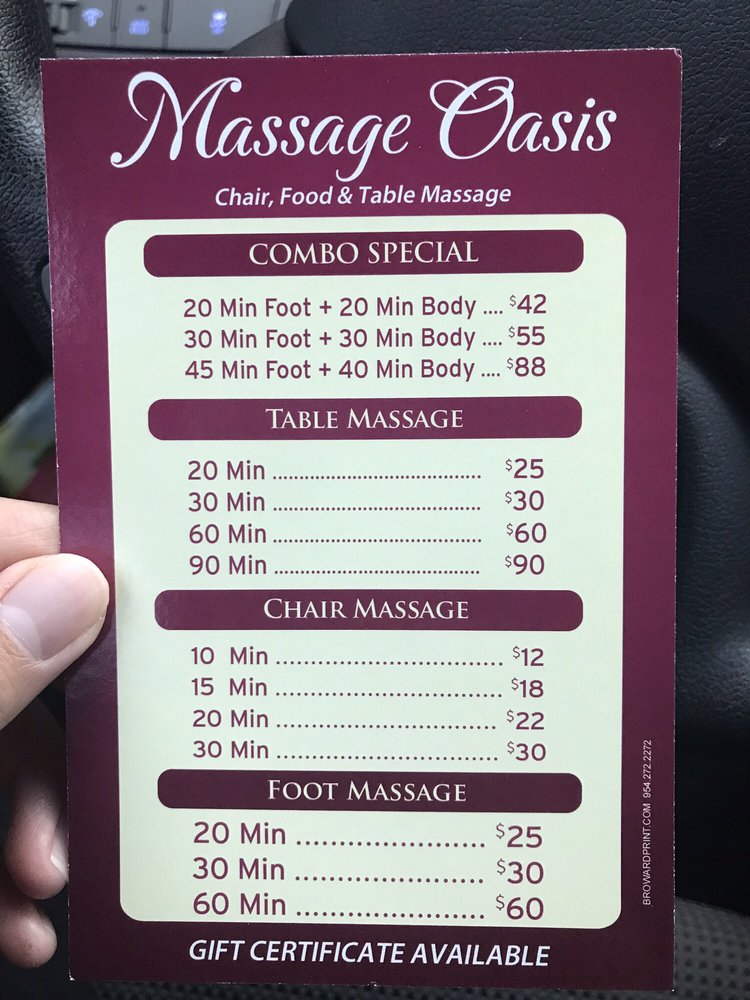 Massage Oasis
Chair, Food & Table Massage
COMBO SPECIAL
20 Min Foot + 20 Min Body .... $42
30 Min Foot + 30 Min Body .... $55
45 Min Foot + 40 Min Body .... $88
TABLE MASSAGE
20 Min ........................................ $25
30 Min ........................................ $30
60 Min ........................................ $60
90 Min ........................................ $90
CHAIR MASSAGE
10 Min ............................... $12
15 Min ............................... $18
20 Min ............................... $22
30 Min ............................... $30
FOOT MASSAGE
20 Min ...................... $25
30 Min ...................... $30
60 Min ...................... $60
GIFT CERTIFICATE AVAILABLE
BROWARDPRINT.COM 954.272.2272